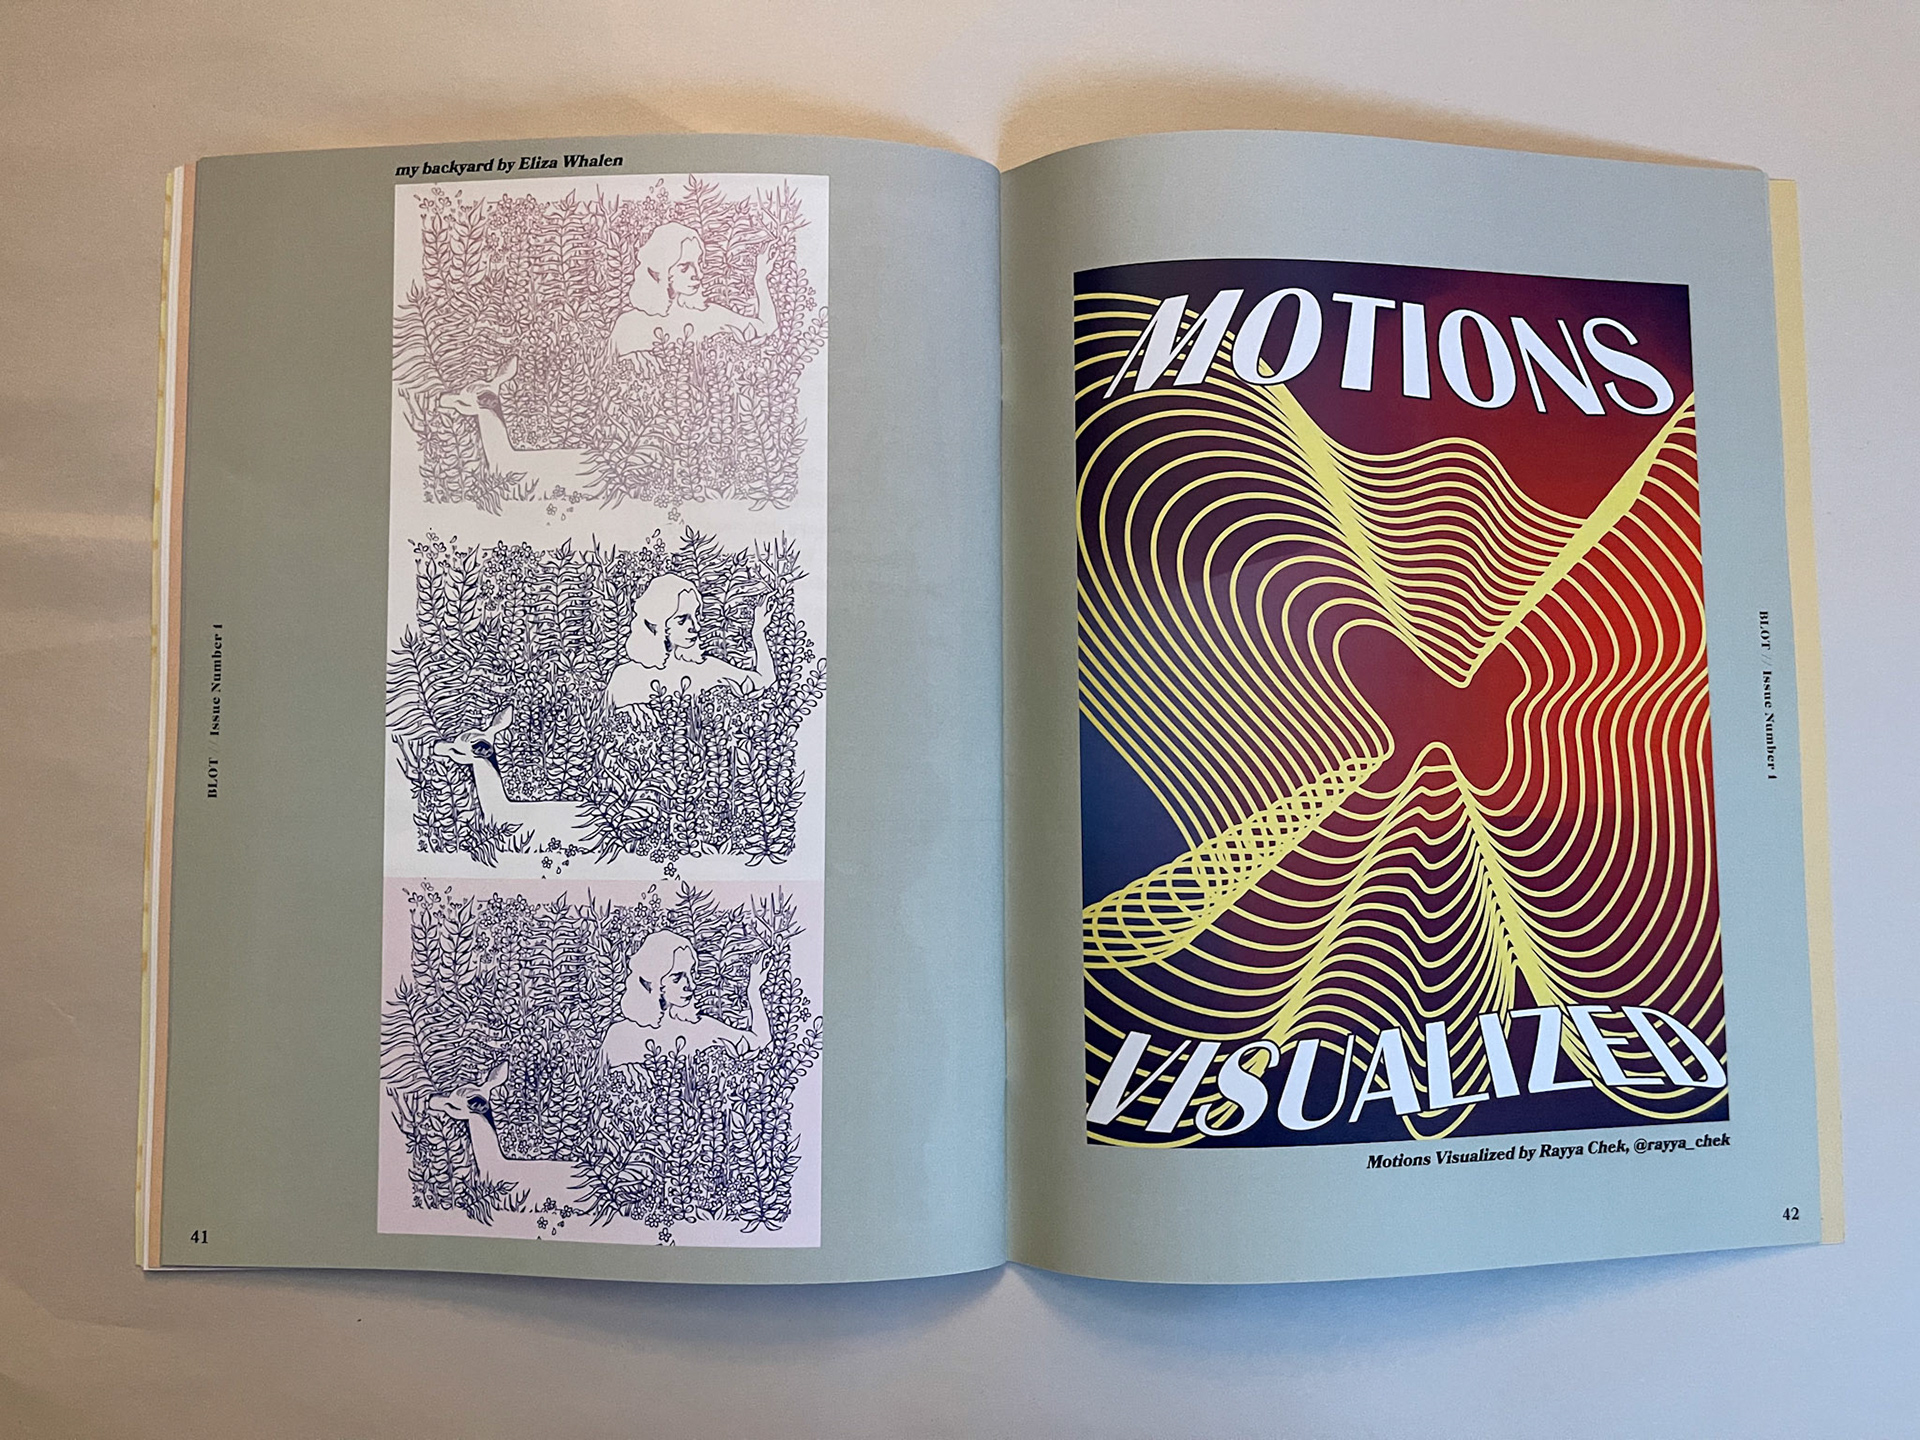 my backyard by Eliza Whalen
BLOT // Issue Number 1
41
MOTIONS
VISUALIZED
Motions Visualized by Rayya Chek, @rayya_chek
BLOT // Issue Number 1
42